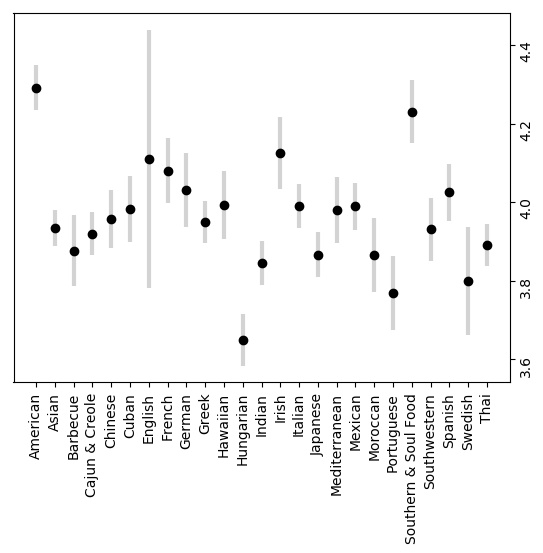 American
Asian
Barbecue
Cajun & Creole
Chinese
Cuban
English
French
German
Greek
Hawaiian
Hungarian
Indian
Irish
Italian
Japanese
Mediterranean
Mexican
Moroccan
Portuguese
Southern & Soul Food
Southwestern
Spanish
Swedish
Thai
3.6 3.8 4.0 4.2 4.4